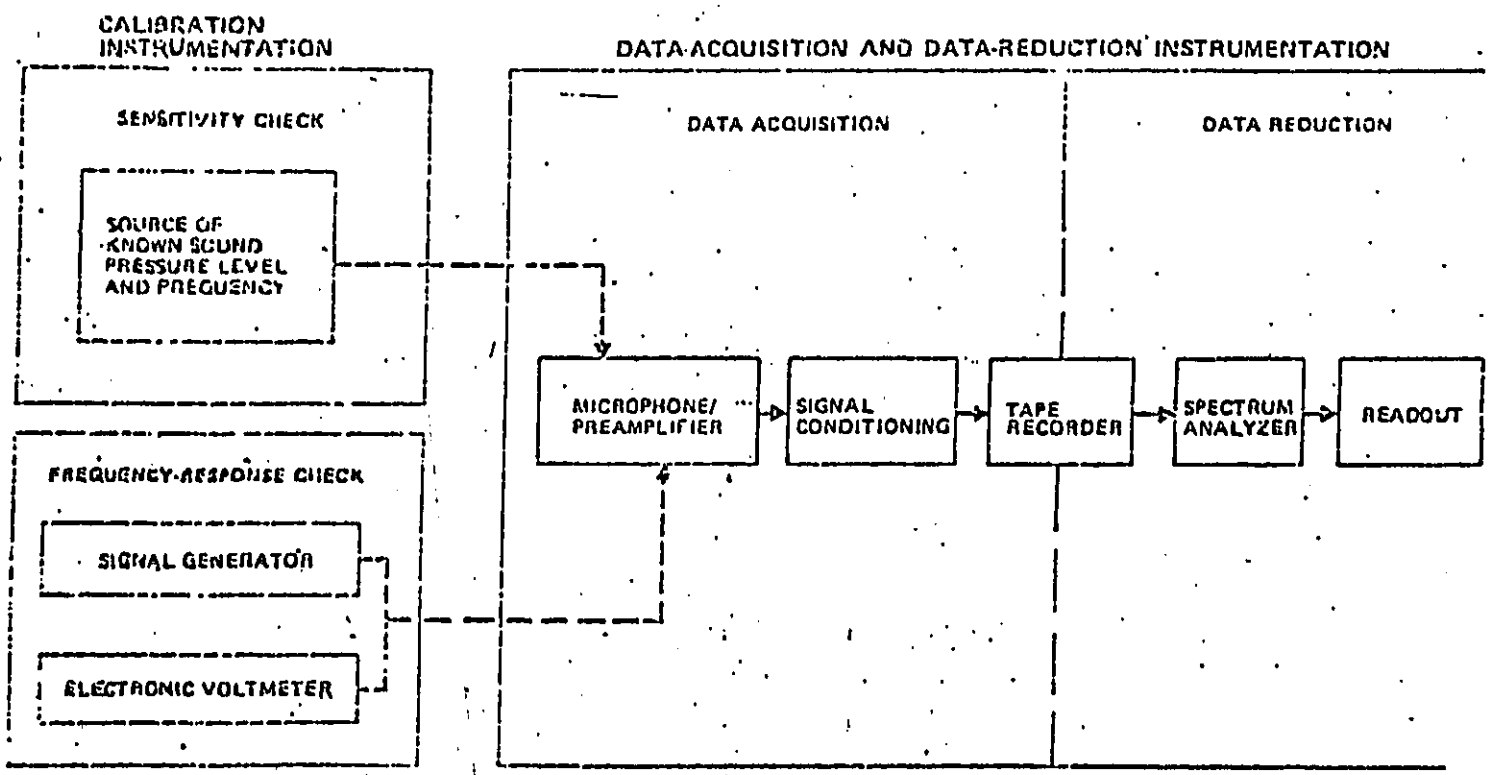 CALIBRATION
INSTRUMENTATION
SENSITIVITY CHECK
SOURCE OF
KNOWN SOUND
PRESSURE LEVEL
AND FREQUENCY
FREQUENCY-RESPONSE CHECK
SIGNAL GENERATOR
ELECTRONIC VOLTMETER
DATA-ACQUISITION AND DATA-REDUCTION INSTRUMENTATION
DATA ACQUISITION
DATA REDUCTION
MICROPHONE/
PREAMPLIFIER
SIGNAL
CONDITIONING
TAPE
RECORDER
SPECTRUM
ANALYZER
READOUT